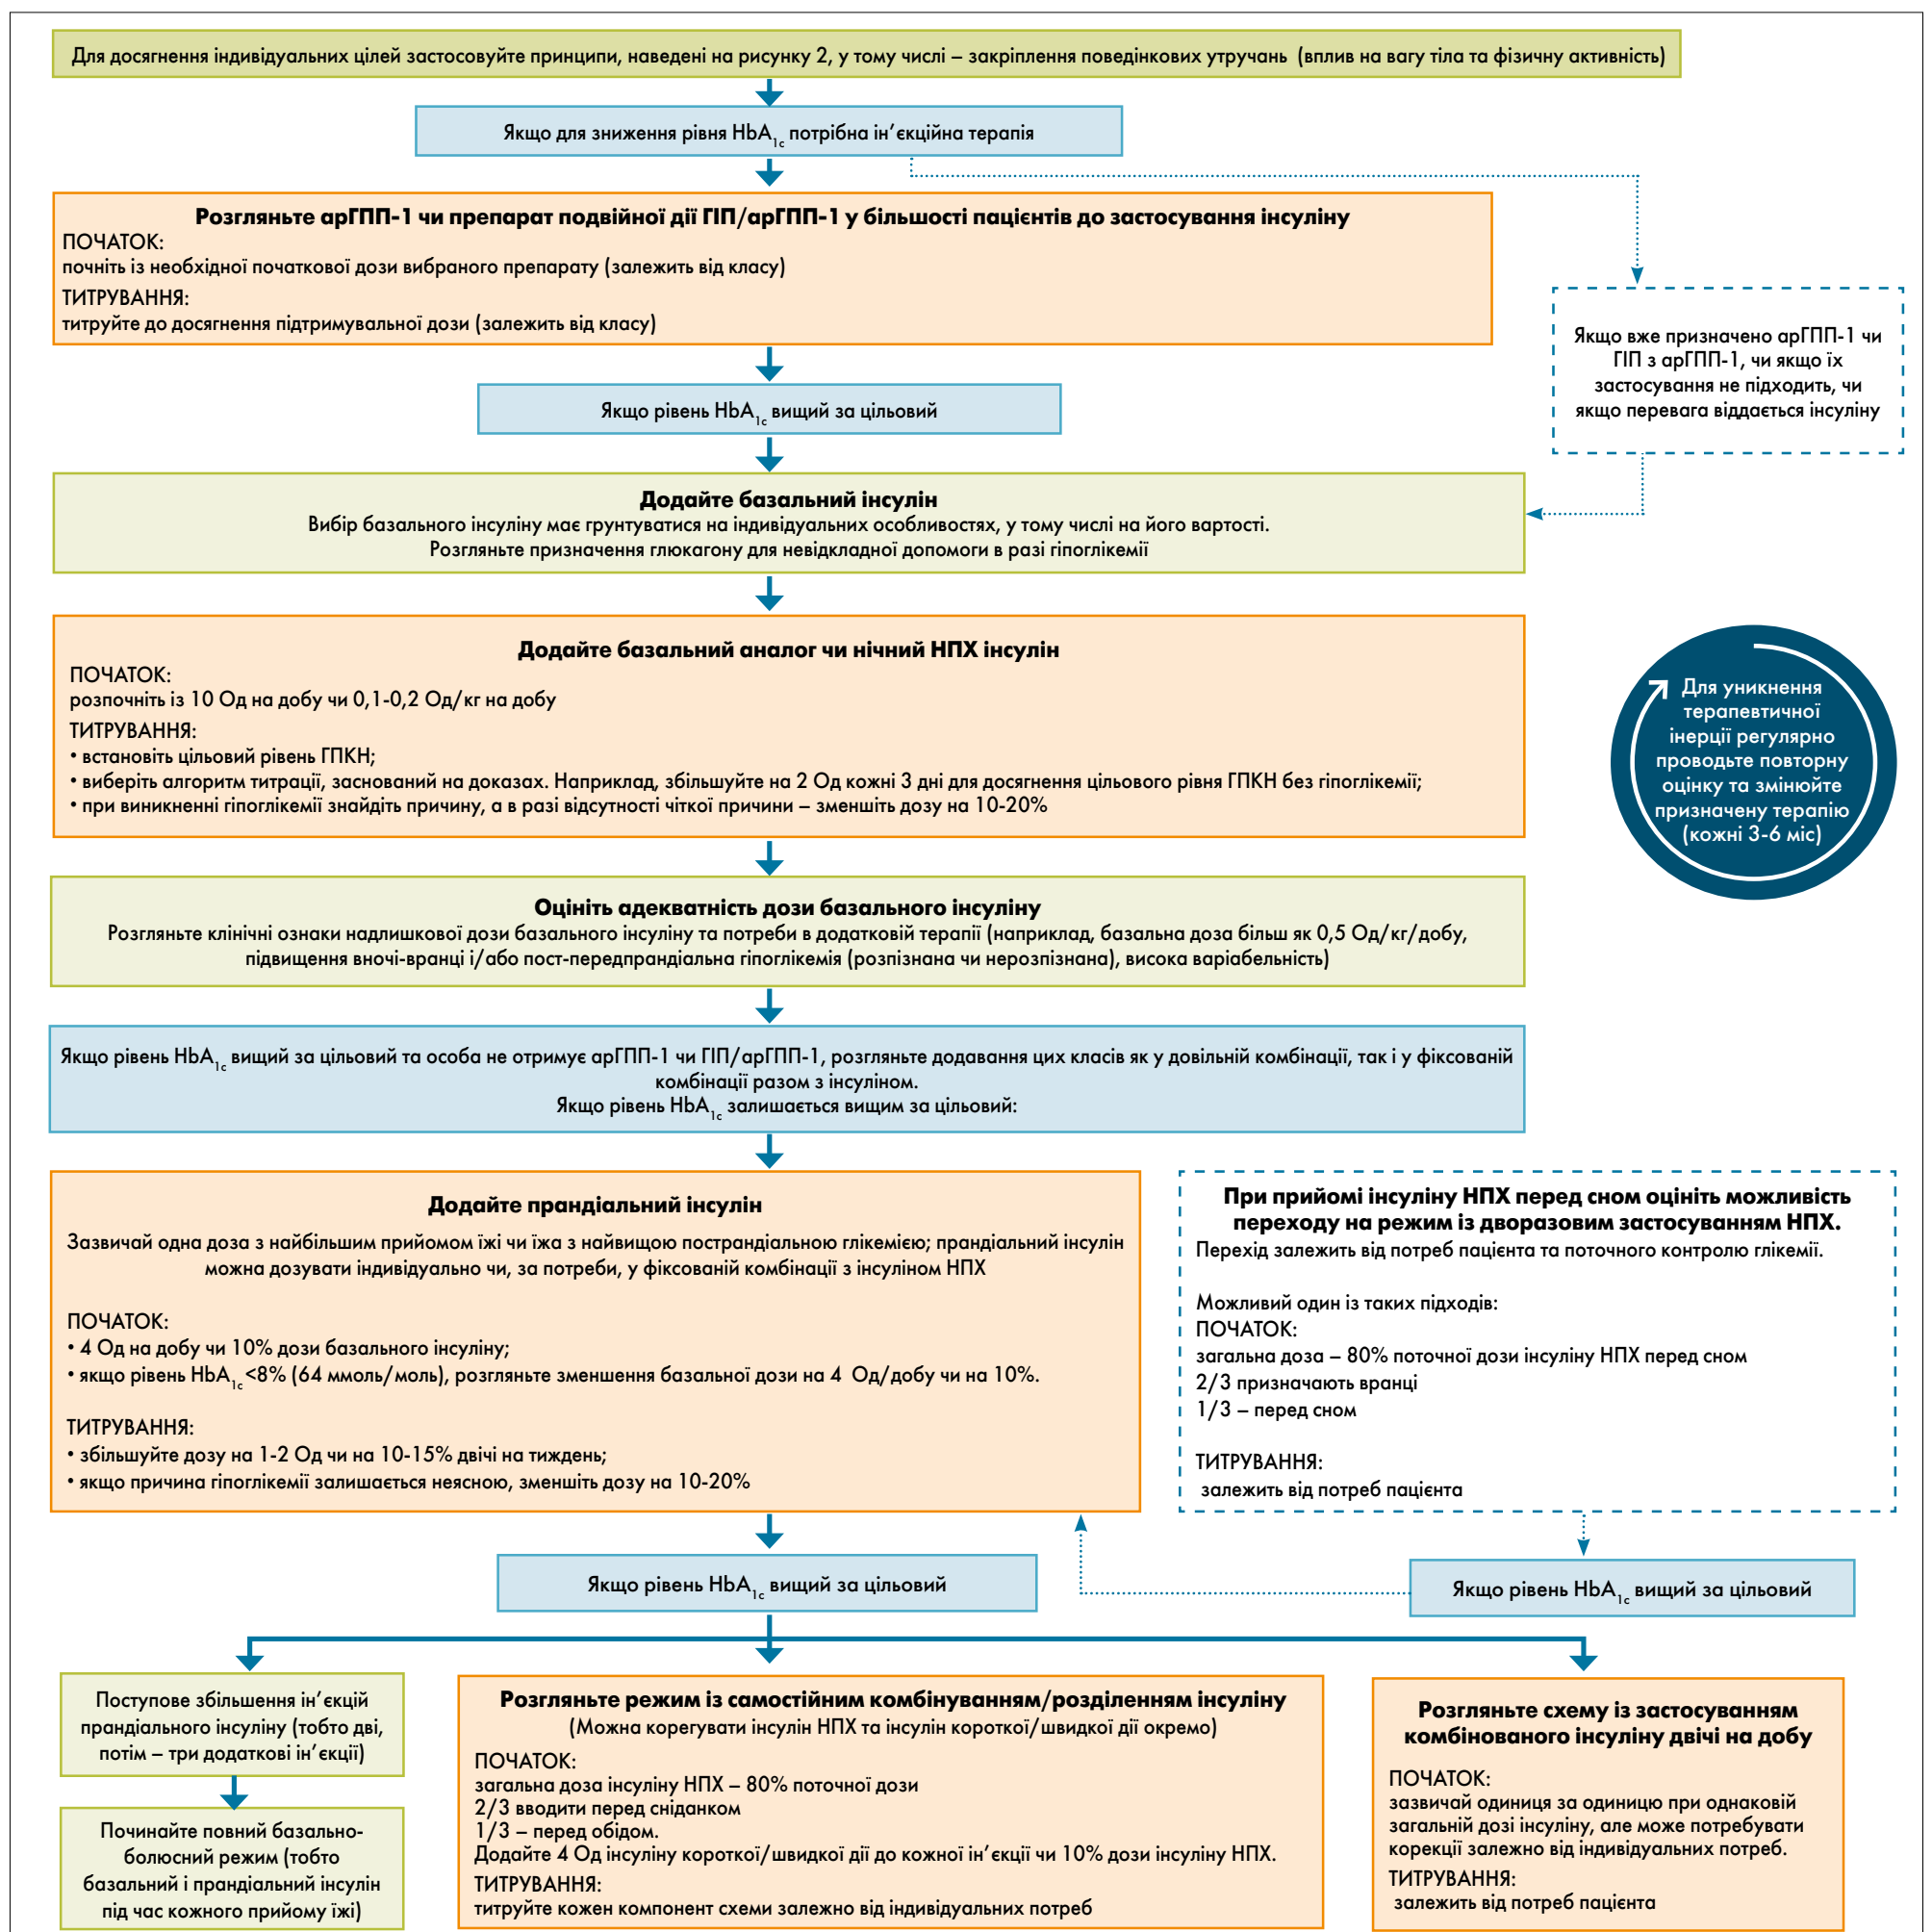 Для досягнення індивідуальних цілей застосовуйте принципи, наведені на рисунку 2, у тому числі – закріплення поведінкових утручань (вплив на вагу тіла та фізичну активність)
Якщо для зниження рівня HbA1c потрібна ін’єкційна терапія
Розгляньте арГПП-1 чи препарат подвійної дії ГІП/арГПП-1 у більшості пацієнтів до застосування інсуліну
ПОЧАТОК:
почніть із необхідної початкової дози вибраного препарату (залежить від класу)
ТИТРУВАННЯ:
титруйте до досягнення підтримувальної дози (залежить від класу)
Якщо вже призначено арГПП-1 чи
ГІП з арГПП-1, чи якщо їх
застосування не підходить, чи
якщо перевага віддається інсуліну
Якщо рівень HbA1c вищий за цільовий
Додайте базальний інсулін
Вибір базального інсуліну має грунтуватися на індивідуальних особливостях, у тому числі на його вартості.
Розгляньте призначення глюкагону для невідкладної допомоги в разі гіпоглікемії
Додайте базальний аналог чи нічний НПХ інсулін
ПОЧАТОК:
розпочніть із 10 Од на добу чи 0,1-0,2 Од/кг на добу
ТИТРУВАННЯ:
• встановіть цільовий рівень ГПКН;
• виберіть алгоритм титрації, заснований на доказах. Наприклад, збільшуйте на 2 Од кожні 3 дні для досягнення цільового рівня ГПКН без гіпоглікемії;
• при виникненні гіпоглікемії знайдіть причину, а в разі відсутності чіткої причини – зменшіть дозу на 10-20%
Для уникнення
терапевтичної
інерції регулярно
проводьте повторну
оцінку та змінюйте
призначену терапію
(кожні 3-6 міс)
Оцініть адекватність дози базального інсуліну
Розгляньте клінічні ознаки надлишкової дози базального інсуліну та потреби в додатковій терапії (наприклад, базальна доза більш як 0,5 Од/кг/добу,
підвищення вночі-вранці і/або пост-передпрандіальна гіпоглікемія (розпізнана чи нерозпізнана), висока варіабельність)
Якщо рівень HbA1c вищий за цільовий та особа не отримує арГПП-1 чи ГІП/арГПП-1, розгляньте додавання цих класів як у довільній комбінації, так і у фіксованій
комбінації разом з інсуліном.
Якщо рівень HbA1c залишається вищим за цільовий:
Додайте прандіальний інсулін
Зазвичай одна доза з найбільшим прийомом їжі чи їжа з найвищою пострандіальною глікемією; прандіальний інсулін
можна дозувати індивідуально чи, за потреби, у фіксованій комбінації з інсуліном НПХ
ПОЧАТОК:
• 4 Од на добу чи 10% дози базального інсуліну;
• якщо рівень HbA1c<8% (64 ммоль/моль), розгляньте зменшення базальної дози на 4 Од/добу чи на 10%.
ТИТРУВАННЯ:
• збільшуйте дозу на 1-2 Од чи на 10-15% двічі на тиждень;
• якщо причина гіпоглікемії залишається неясною, зменшіть дозу на 10-20%
При прийомі інсуліну НПХ перед сном оцініть можливість
переходу на режим із дворазовим застосуванням НПХ.
Перехід залежить від потреб пацієнта та поточного контролю глікемії.
Можливий один із таких підходів:
ПОЧАТОК:
загальна доза – 80% поточної дози інсуліну НПХ перед сном
2/3 призначають вранці
1/3 – перед сном
ТИТРУВАННЯ:
залежить від потреб пацієнта
Якщо рівень HbA1c вищий за цільовий
Якщо рівень HbA1c вищий за цільовий
Поступове збільшення ін’єкцій
прандіального інсуліну (тобто дві,
потім – три додаткові ін’єкції)
Починайте повний базально-
болюсний режим (тобто
базальний і прандіальний інсулін
під час кожного прийому їжі)
Розгляньте режим із самостійним комбінуванням/розділенням інсуліну
(Можна корегувати інсулін НПХ та інсулін короткої/швидкої дії окремо)
ПОЧАТОК:
загальна доза інсуліну НПХ – 80% поточної дози
2/3 вводити перед сніданком
1/3 – перед обідом.
Додайте 4 Од інсуліну короткої/швидкої дії до кожної ін’єкції чи 10% дози інсуліну НПХ.
ТИТРУВАННЯ:
титруйте кожен компонент схеми залежно від індивідуальних потреб
Розгляньте схему із застосуванням
комбінованого інсуліну двічі на добу
ПОЧАТОК:
зазвичай одиниця за одиницю при однаковій
загальній дозі інсуліну, але може потребувати
корекції залежно від індивідуальних потреб.
ТИТРУВАННЯ:
залежить від потреб пацієнта